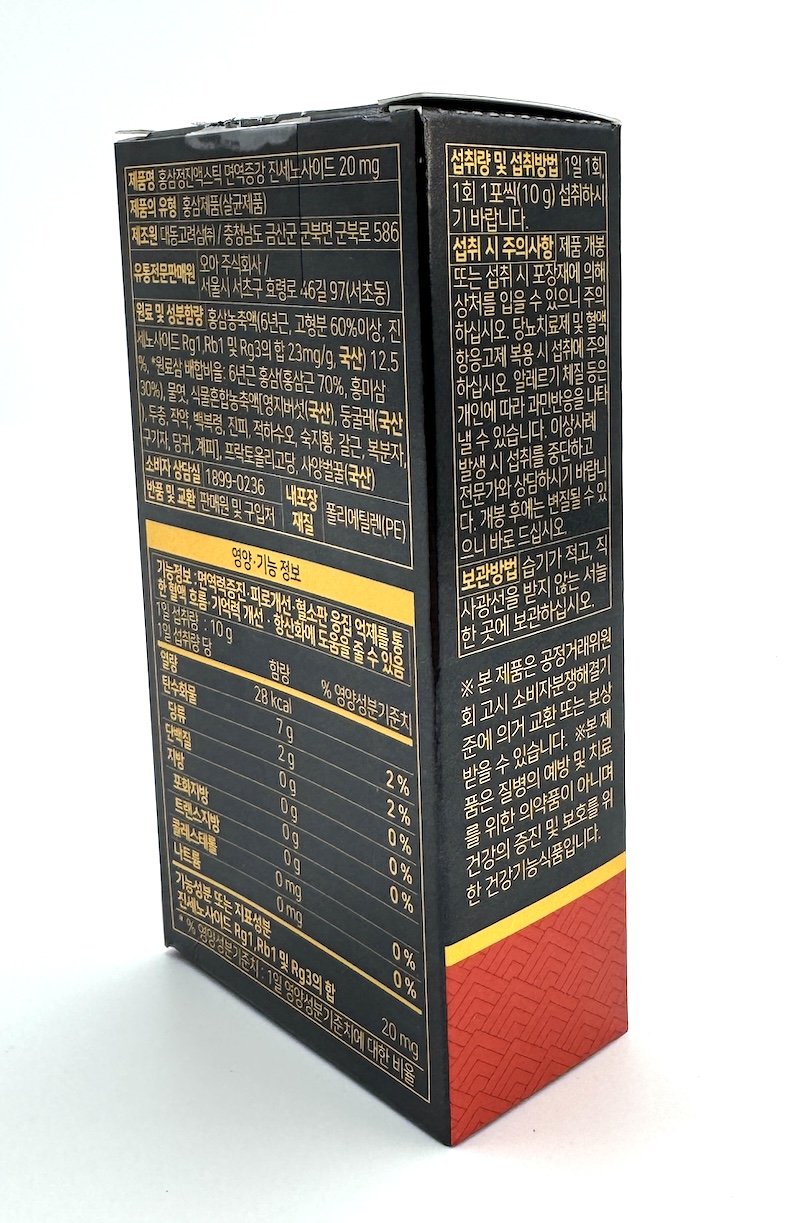 제품명 홍삼정진액스틱 면역증강 진세노사이드 20 mg
제품의 유형 홍삼제품(살균제품)
제조원 대동고려삼㈜ / 충청남도 금산군 군북면 군북로 586
유통전문판매원 오아 주식회사 /
서울시 서초구 효령로 46길 97(서초동)
원료 및 성분함량 홍삼농축액(6년근, 고형분 60%이상, 진
세노사이드 Rg1,Rb1 및 Rg3의 합 23mg/g, 국산) 12.5
%, *원료삼 배합비율: 6년근 홍삼(홍삼근 70%, 홍미삼
30%), 물엿, 식물혼합농축액[영지버섯(국산), 둥굴레(국산
), 두충, 작약, 백복령, 진피, 적하수오, 숙지황, 갈근, 복분자,
구기자, 당귀, 계피], 프락토올리고당, 사양벌꿀(국산)
소비자 상담실 1899-0236
반품 및 교환 판매원 및 구입저
내포장
재질
폴리에틸렌(PE)
영양·기능 정보
기능정보 : 면역력증진·피로개선·혈소판 응집 억제를 통
한 혈액 흐름·기억력 개선 · 항산화에 도움을 줄 수 있음
1일 섭취량 : 10 g
1일 섭취량 당 함량 % 영양성분기준치
열량 28 kcal
탄수화물 7 g 2 %
당류 2 g 2 %
단백질 0 g 0 %
지방 0 g 0 %
포화지방 0 g 0 %
트랜스지방 0 g
콜레스테롤 0 mg 0 %
나트륨 0 mg 0 %
기능성분 또는 지표성분
진세노사이드 Rg1,Rb1 및 Rg3의 합 20 mg
* % 영양성분기준치 : 1일 영양성분기준치에 대한 비율
섭취량 및 섭취방법 1일 1회,
1회 1포씩(10 g) 섭취하시
기 바랍니다.
섭취 시 주의사항 제품 개봉
또는 섭취 시 포장재에 의해
상처를 입을 수 있으니 주의
하십시오. 당뇨치료제 및 혈액
항응고제 복용 시 섭취에 주의
하십시오. 알레르기 체질 등은
개인에 따라 과민반응을 나타
낼 수 있습니다. 이상사례
발생 시 섭취를 중단하고
전문가와 상담하시기 바랍니
다. 개봉 후에는 변질될 수 있
으니 바로 드십시오.
보관방법 습기가 적고, 직
사광선을 받지 않는 서늘
한 곳에 보관하십시오.
※ 본 제품은 공정거래위원
회 고시 소비자분쟁해결기
준에 의거 교환 또는 보상
받을 수 있습니다. ※본 제
품은 질병의 예방 및 치료
를 위한 의약품이 아니며
건강의 증진 및 보호를 위
한 건강기능식품입니다.